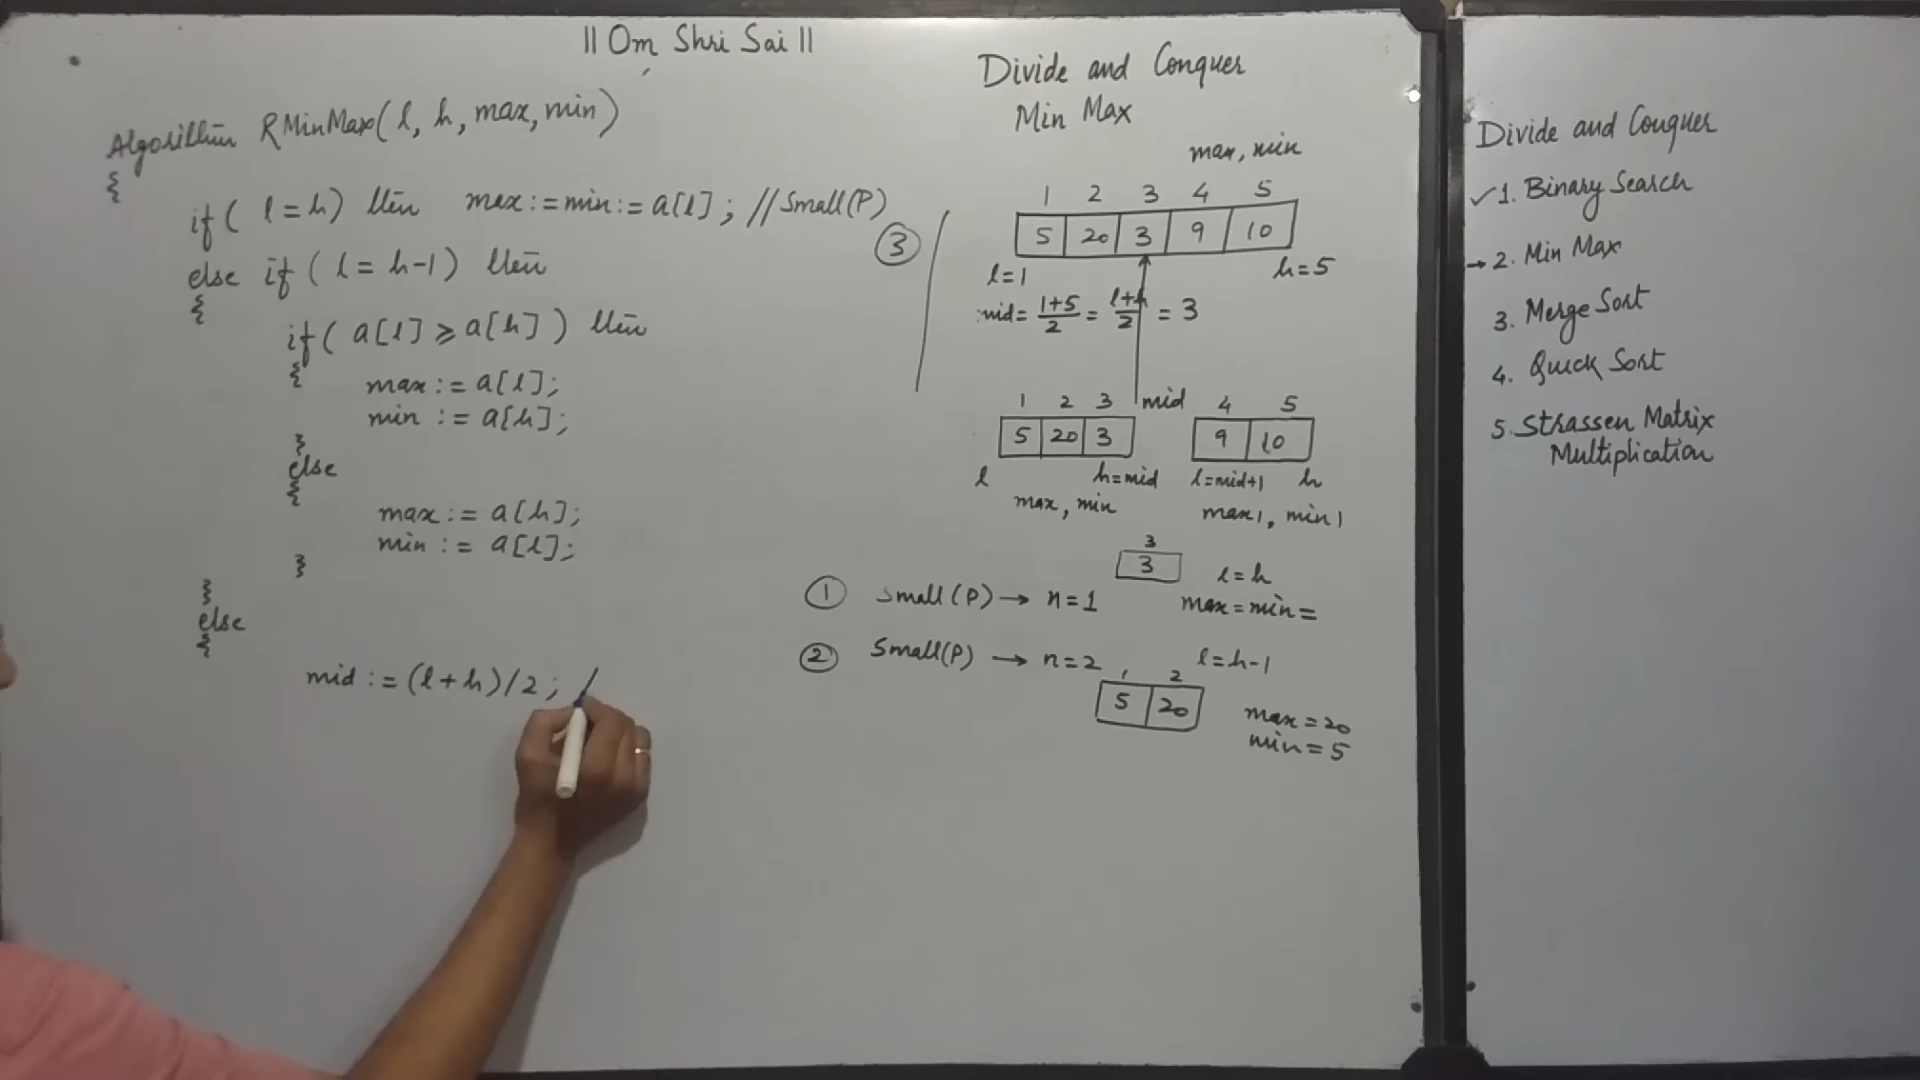 || Om Shri Sai ||
Algorithm RMinMax(l, h, max, min)
{
if( l = h) then max := min := a[l] ; // Small(P)
else if ( l = h-1) then
{
if( a[l] ⩾ a[h] ) then
{
max := a[l];
min := a[h];
}
else
{
max := a[h];
min := a[l];
}
}
else
{
mid := (l+h)/2; /
Divide and Conquer
Min Max
max, min
1 2 3 4 5
5 20 3 9 10
l=1 h=5
3
mid = 1+5/2 = l+h/2 = 3
1 2 3 mid 4 5
5 20 3 9 10
l h=mid l=mid+1 h
max, min max1, min1
3
3
l=h
1 Small(P) → n=1 max=min=
2 Small(P) → n=2 l=h-1
1 2
5 20
max=20
min=5
Divide and Conquer
✓1. Binary Search
→2. Min Max
3. Merge Sort
4. Quick Sort
5. Strassen Matrix
Multiplication